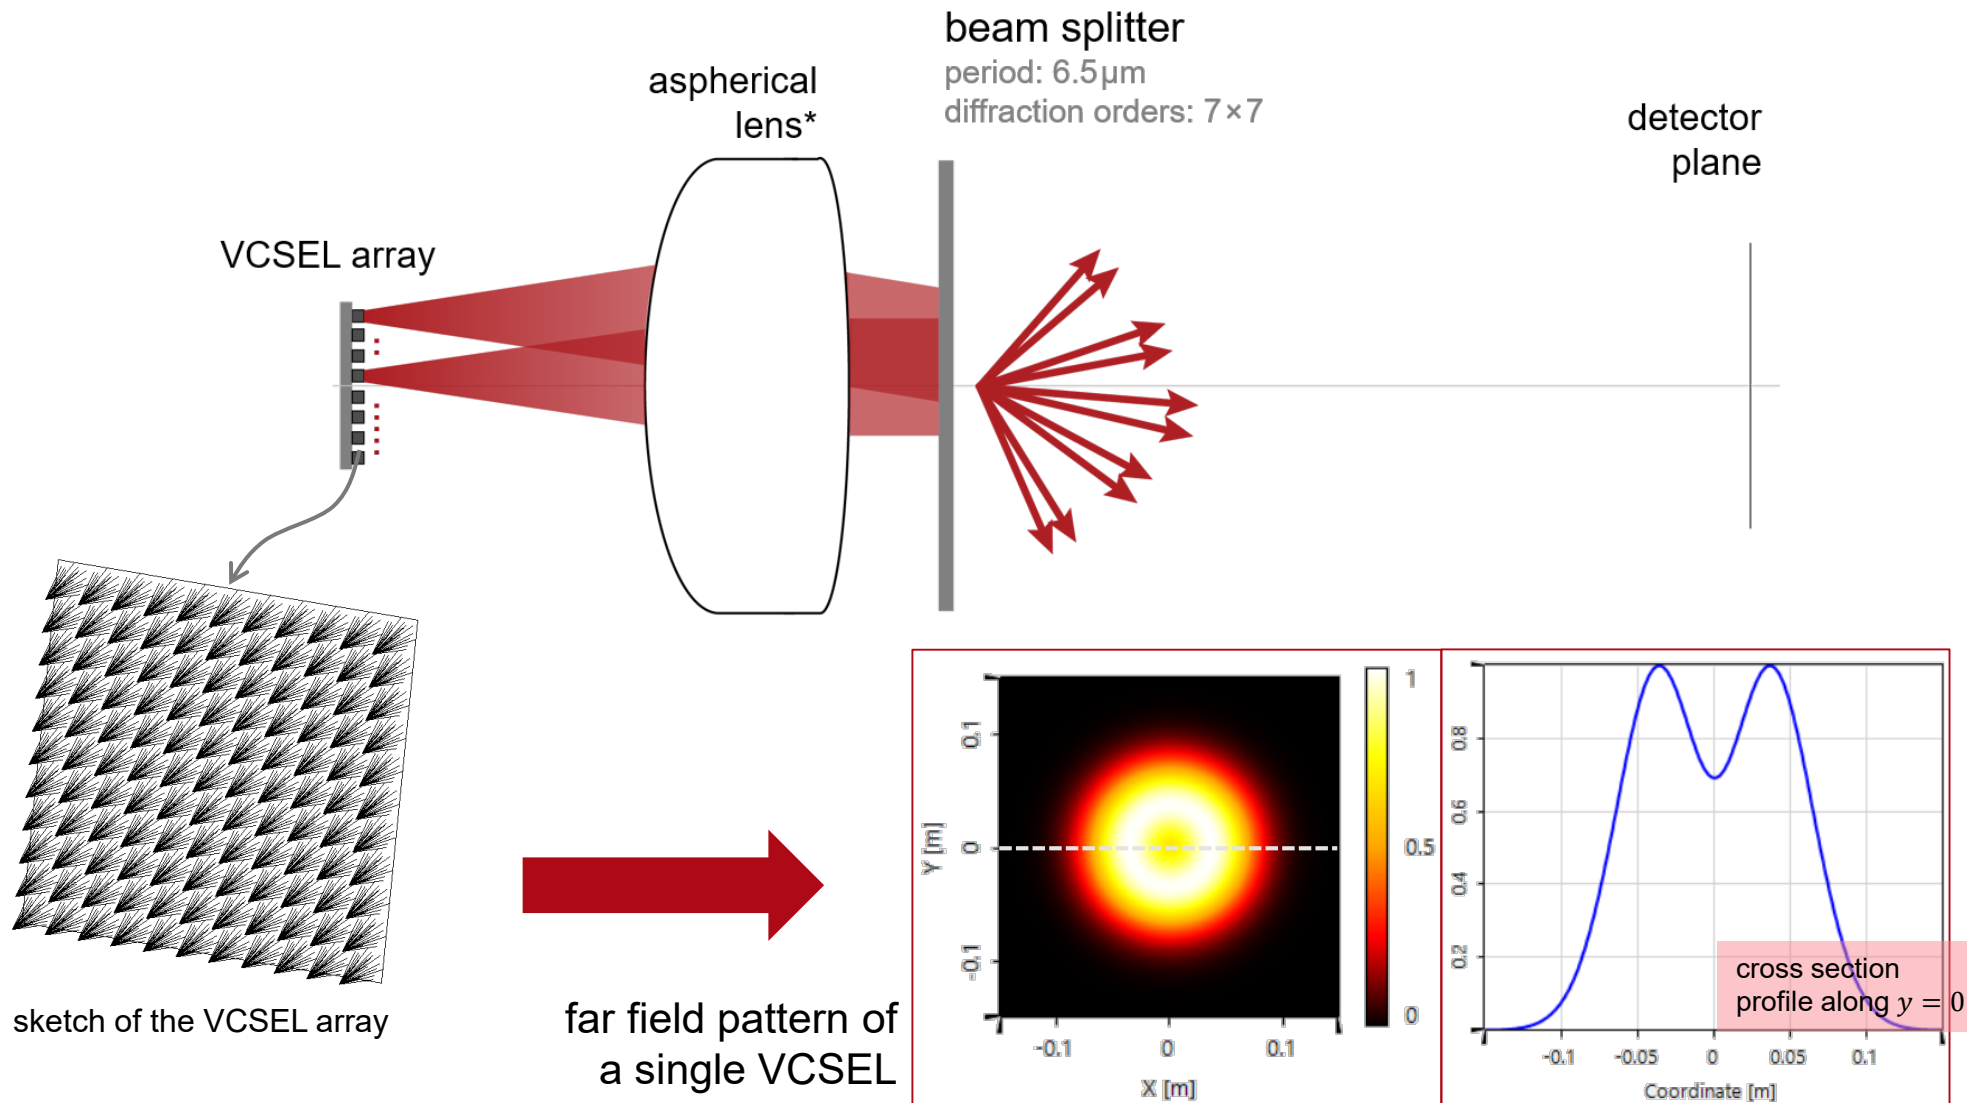 beam splitter
period: 6.5µm
diffraction orders: 7×7
aspherical
lens*
detector
plane
VCSEL array
sketch of the VCSEL array
far field pattern of
a single VCSEL
0.1
0
-0.1
Y [m]
-0.1
0
0.1
X [m]
1
0.5
0
0.8
0.6
0.4
0.2
-0.1
-0.05
0
0.05
0.1
Coordinate [m]
cross section
profile along y = 0